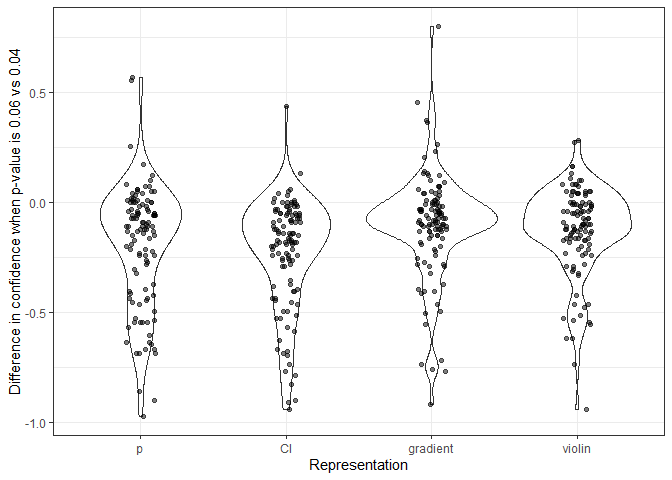 Difference in confidence when p-value is 0.06 vs 0.04
0.5
0.0
-0.5
-1.0
p
CI
gradient
violin
Representation